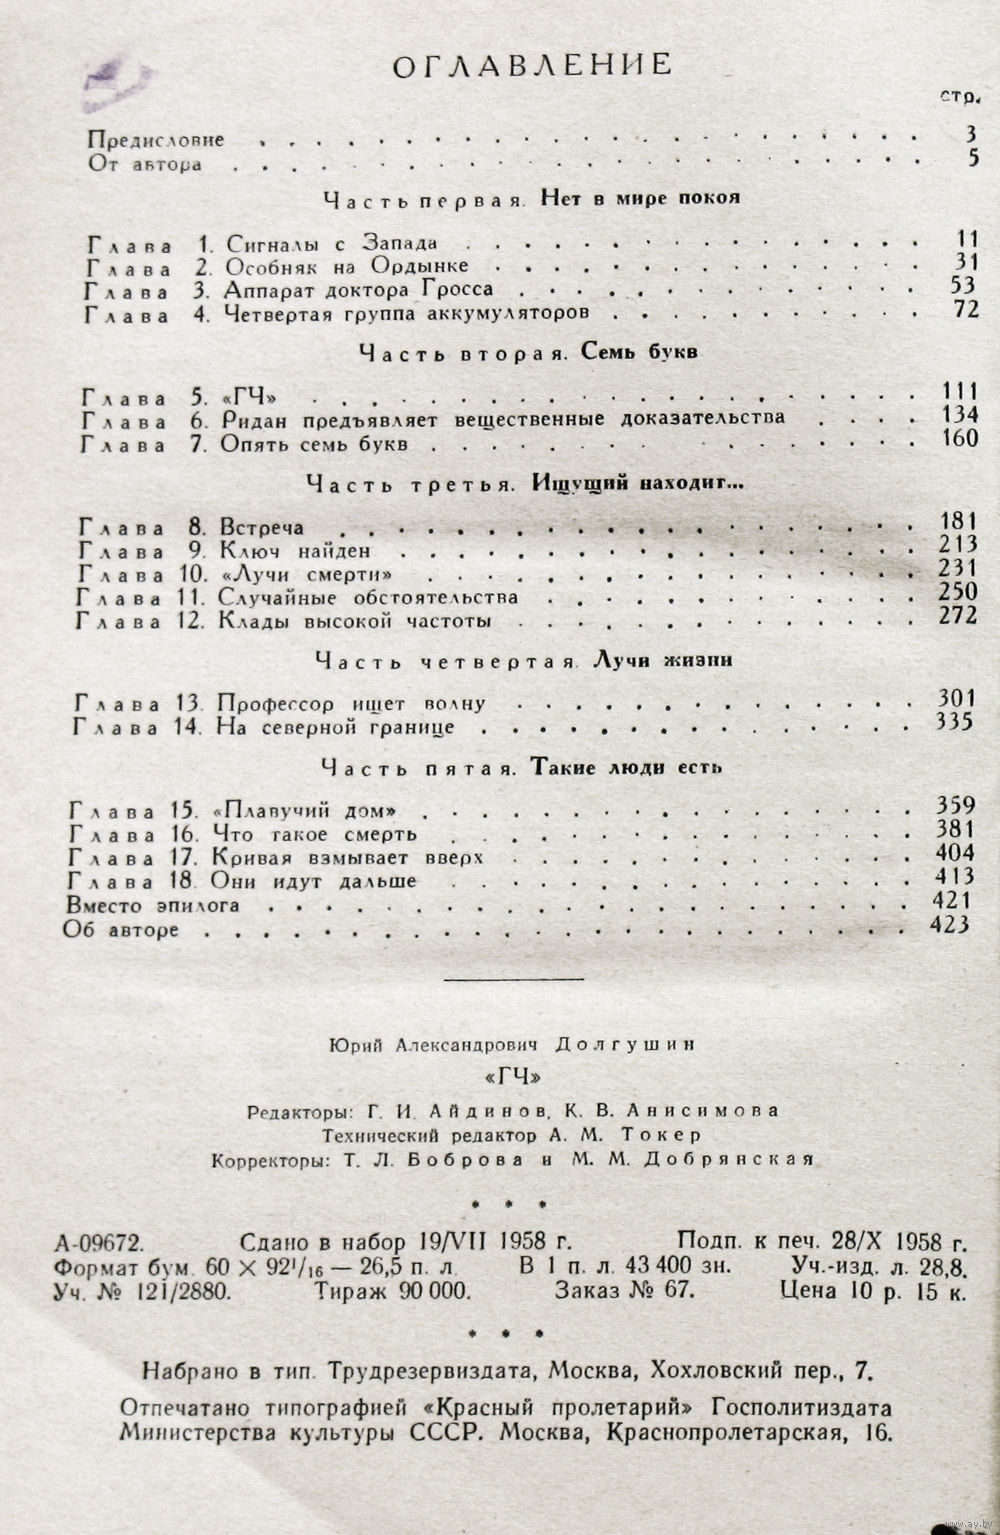 ОГЛАВЛЕНИЕ
стр.
Предисловие . . . . . . . . . . 3
От автора . . . . . . . . . . 5
Часть первая. Нет в мире покоя
Глава 1. Сигналы с Запада . . . . . . . . . . 11
Глава 2. Особняк на Ордынке . . . . . . . . . . 31
Глава 3. Аппарат доктора Гросса . . . . . . . . . . 53
Глава 4. Четвертая группа аккумуляторов . . . . . . . . . . 72
Часть вторая. Семь букв
Глава 5. «ГЧ» . . . . . . . . . . 111
Глава 6. Ридан предъявляет вещественные доказательства . . . . 134
Глава 7. Опять семь букв . . . . . . . . . . 160
Часть третья. Ищущий находит...
Глава 8. Встреча . . . . . . . . . . 181
Глава 9. Ключ найден . . . . . . . . . . 213
Глава 10. «Лучи смерти» . . . . . . . . . . 231
Глава 11. Случайные обстоятельства . . . . . . . . . . 250
Глава 12. Клады высокой частоты . . . . . . . . . . 272
Часть четвертая. Лучи жизни
Глава 13. Профессор ищет волну . . . . . . . . . . 301
Глава 14. На северной границе . . . . . . . . . . 335
Часть пятая. Такие люди есть
Глава 15. «Плавучий дом» . . . . . . . . . . 359
Глава 16. Что такое смерть . . . . . . . . . . 381
Глава 17. Кривая взмывает вверх . . . . . . . . . . 404
Глава 18. Они идут дальше . . . . . . . . . . 413
Вместо эпилога . . . . . . . . . . 421
Об авторе . . . . . . . . . . 423
Юрий Александрович Долгушин
«ГЧ»
Редакторы: Г. И. Айдинов, К. В. Анисимова
Технический редактор А. М. Токер
Корректоры: Т. Л. Боброва и М. М. Добрянская
* * *
А-09672. Сдано в набор 19/VII 1958 г. Подп. к печ. 28/X 1958 г.
Формат бум. 60 × 92 1/16 — 26,5 п. л. В 1 п. л. 43 400 зн. Уч.-изд. л. 28,8.
Уч. № 121/2880. Тираж 90 000. Заказ № 67. Цена 10 р. 15 к.
* * *
Набрано в тип. Трудрезервиздата, Москва, Хохловский пер., 7.
Отпечатано типографией «Красный пролетарий» Госполитиздата
Министерства культуры СССР. Москва, Краснопролетарская, 16.
www.ay.by